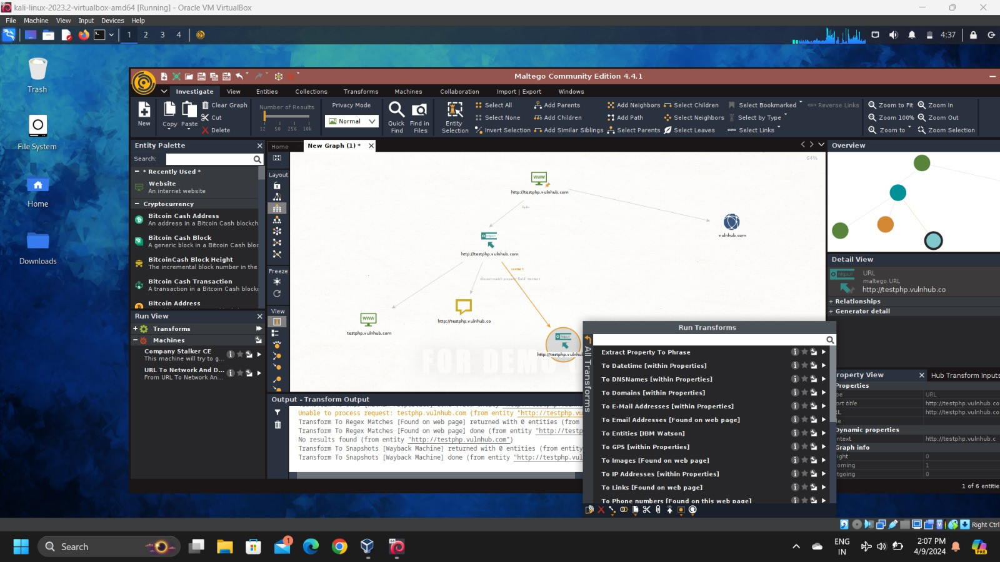 kali-linux-2023.2-virtualbox-amd64 [Running] - Oracle VM VirtualBox
File Machine View Input Devices Help
1 2 3 4
4:37
Trash
File System
Home
Downloads
Maltego Community Edition 4.4.1
Investigate View Entities Collections Transforms Machines Collaboration Import | Export Windows
New
Copy Paste
Clear Graph
Cut
Delete
Number of Results
12 50 256 10k
Privacy Mode
Normal
Quick Find
Find in Files
Entity Selection
Select All
Select None
Invert Selection
Add Parents
Add Children
Add Similar Siblings
Add Neighbors
Add Path
Select Parents
Select Children
Select Neighbors
Select Leaves
Select Bookmarked
Select by Type
Select Links
Reverse Links
Zoom to Fit
Zoom 100%
Zoom to
Zoom In
Zoom Out
Zoom Selection
Entity Palette
Search:
* Recently Used *
Website
An internet website
Cryptocurrency
Bitcoin Cash Address
An address in a Bitcoin Cash blockch
Bitcoin Cash Block
A generic block in a Bitcoin Cash bloc
BitcoinCash Block Height
The incremental block number in the
Bitcoin Cash Transaction
A transaction in a Bitcoin Cash blockc
Bitcoin Address
Run View
+ Transforms
- Machines
Company Stalker CE
This machine will try to g...
URL To Network And D...
From URL To Network An...
Home
New Graph (1) *
Layout
Freeze
View
64%
http://testphp.vulnhub.com
vulnhub.com
http://testphp.vulnhub.com
contact
testphp.vulnhub.com
http://testphp.vulnhub.co
http://testphp.vulnhu
FOR DEMO
Output - Transform Output
Unable to process request: testphp.vulnhub.com (from entity "http://testphp.vu
Transform To Regex Matches [Found on web page] returned with 0 entities (from
Transform To Regex Matches [Found on web page] done (from entity "http://testp
No results found (from entity "http://testphp.vulnhub.com")
Transform To Snapshots [Wayback Machine] returned with 0 entities (from entity
Transform To Snapshots [Wayback Machine] done (from entity "http://testphp.vul
Run Transforms
All Transforms
Extract Property To Phrase
To Datetime [within Properties]
To DNSNames [within Properties]
To Domains [within Properties]
To E-Mail Addresses [within Properties]
To Email Addresses [Found on web page]
To Entities [IBM Watson]
To GPS [within Properties]
To Images [Found on web page]
To IP Addresses [within Properties]
To Links [Found on web page]
To Phone numbers [Found on this web page]
Overview
Detail View
URL
maltego.URL
http://testphp.vulnhub.co
+ Relationships
+ Generator detail
roperty View
Hub Transform Inputs
Properties
pe URL
ort title http://testphp.vulnhub.co
RL http://testphp.vulnhub.co
Dynamic properties
ntext http://testphp.vulnhub.c
Graph info
eight 0
coming 1
tgoing 0
1 of 6 entitie
Right Ctrl
Search
1
ENG
IN
2:07 PM
4/9/2024
PRE